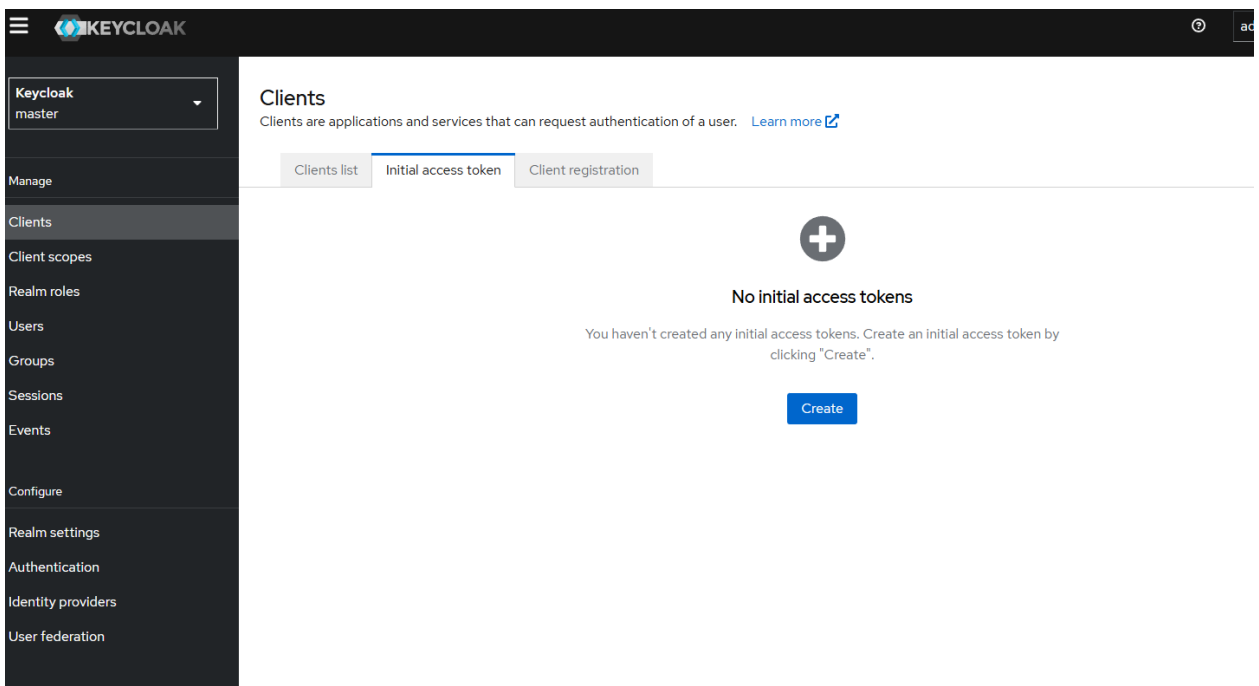 KEYCLOAK
ad
Keycloak
master
Manage
Clients
Client scopes
Realm roles
Users
Groups
Sessions
Events
Configure
Realm settings
Authentication
Identity providers
User federation
Clients
Clients are applications and services that can request authentication of a user. Learn more
Clients list Initial access token Client registration
No initial access tokens
You haven't created any initial access tokens. Create an initial access token by
clicking "Create".
Create